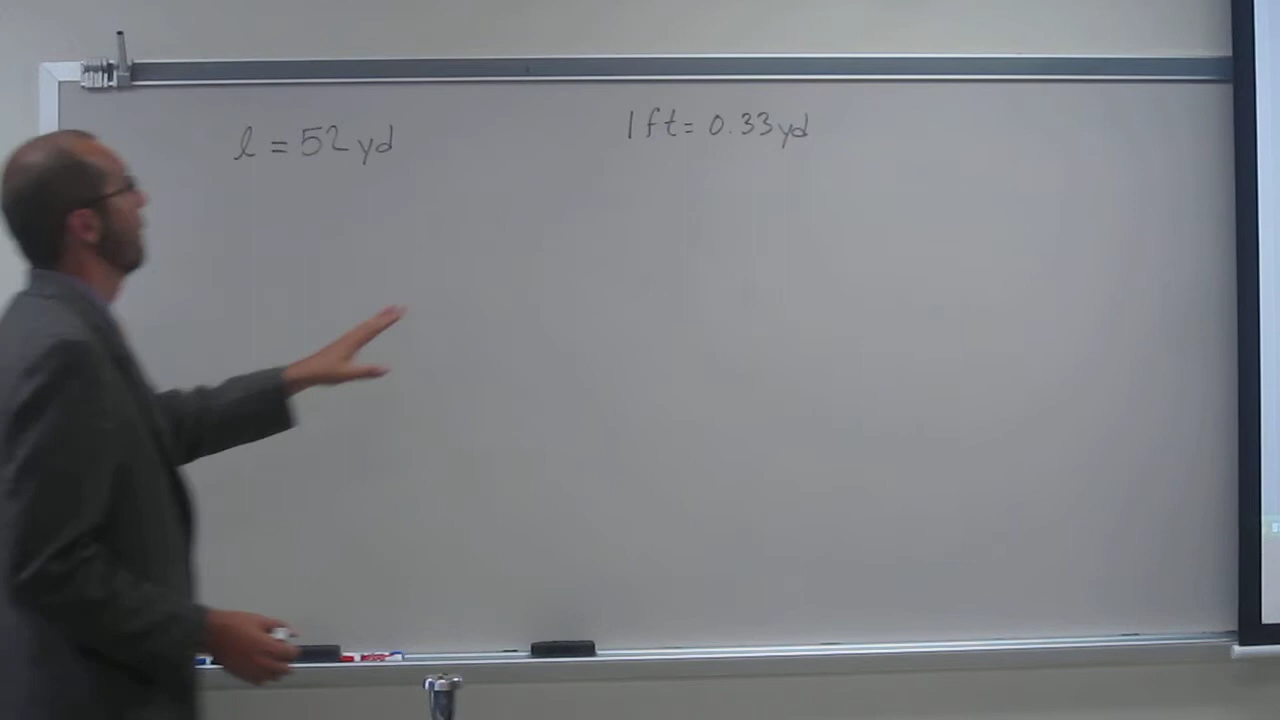 l = 52 yd
1 ft = 0.33 yd